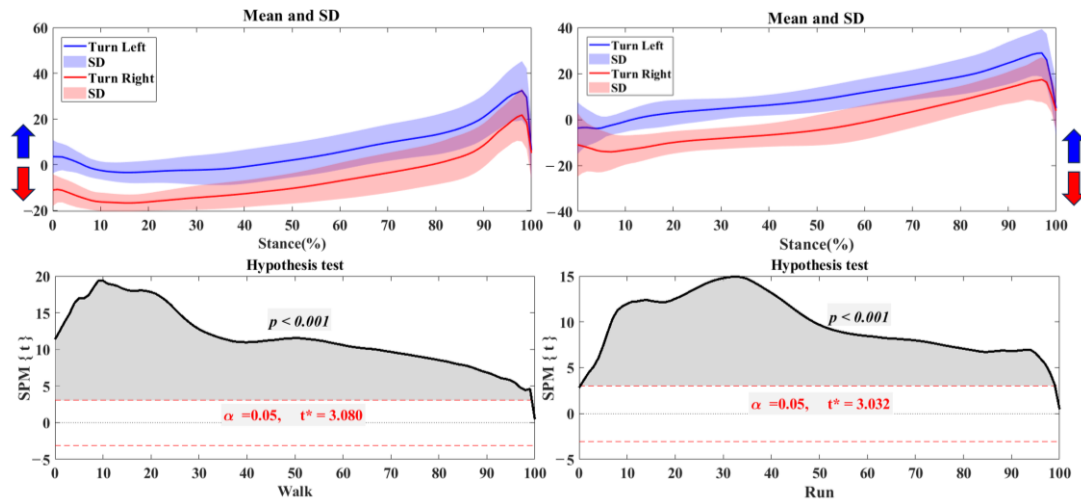 Mean and SD
60
40
20
0
−20
Turn Left
SD
Turn Right
SD
0 10 20 30 40 50 60 70 80 90 100
Stance(%)
Mean and SD
40
20
0
−20
−40
Turn Left
SD
Turn Right
SD
0 10 20 30 40 50 60 70 80 90 100
Stance(%)
Hypothesis test
20
15
10
5
0
−5
SPM { t }
p < 0.001
α =0.05, t* = 3.080
0 10 20 30 40 50 60 70 80 90 100
Walk
Hypothesis test
15
10
5
0
−5
SPM { t }
p < 0.001
α =0.05, t* = 3.032
0 10 20 30 40 50 60 70 80 90 100
Run